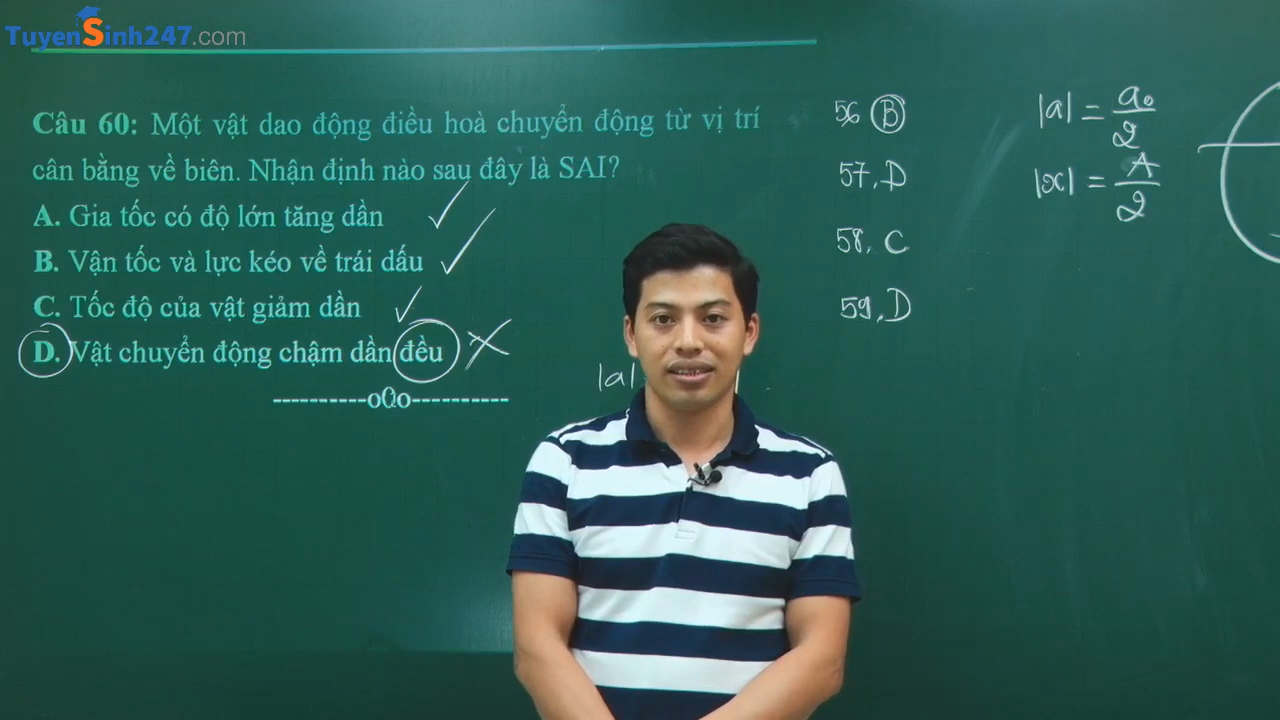 TuyenSinh247.com
Câu 60: Một vật dao động điều hoà chuyển động từ vị trí
cân bằng về biên. Nhận định nào sau đây là SAI?
A. Gia tốc có độ lớn tăng dần
B. Vận tốc và lực kéo về trái dấu
C. Tốc độ của vật giảm dần
D. Vật chuyển động chậm dần đều
----------oOo----------
56 B
57. D
58. C
59. D
|a| = a₀/2
|x| = A/2
|a|